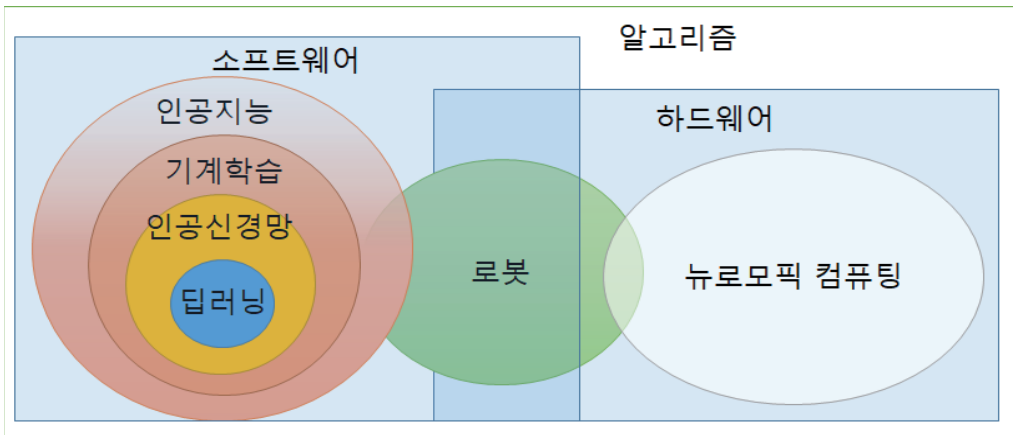 알고리즘
소프트웨어
인공지능
하드웨어
기계학습
인공신경망
로봇
뉴로모픽 컴퓨팅
딥러닝